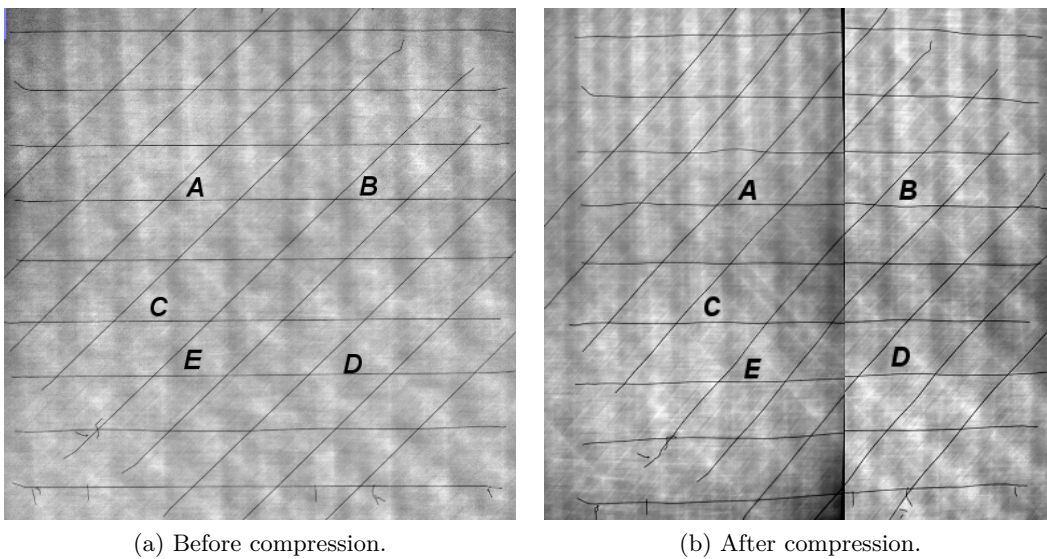 A B
C
E D
A B
C
E D
(a) Before compression.
(b) After compression.